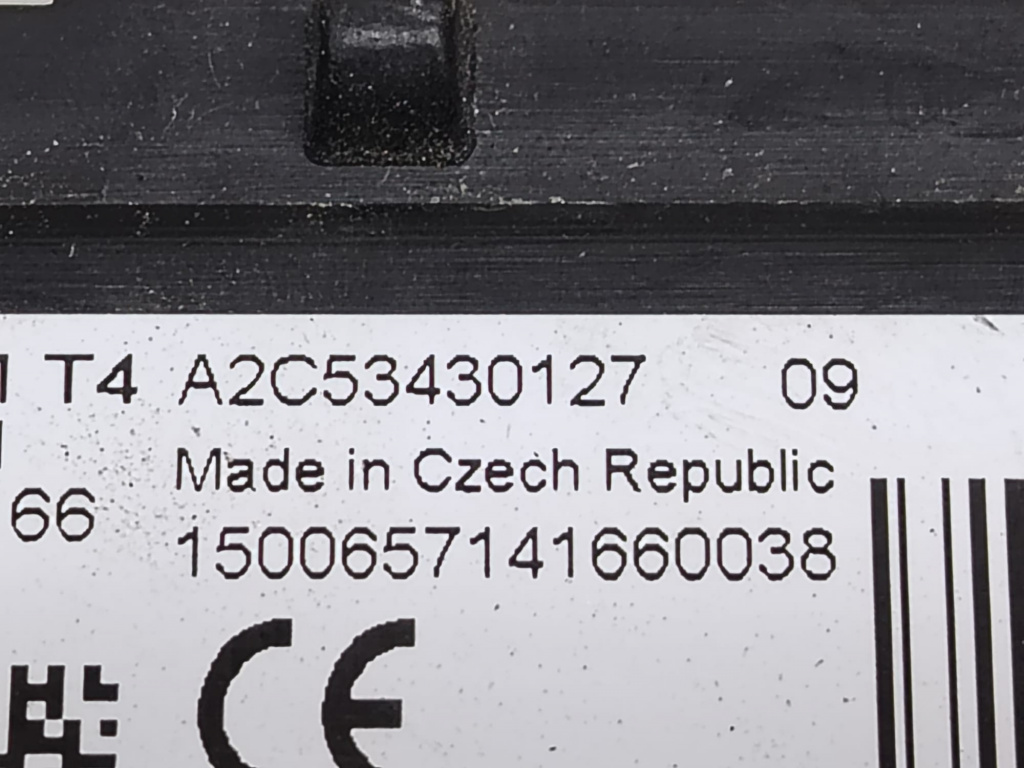 T4 A2C53430127 09
Made in Czech Republic
66
1500657141660038
CE